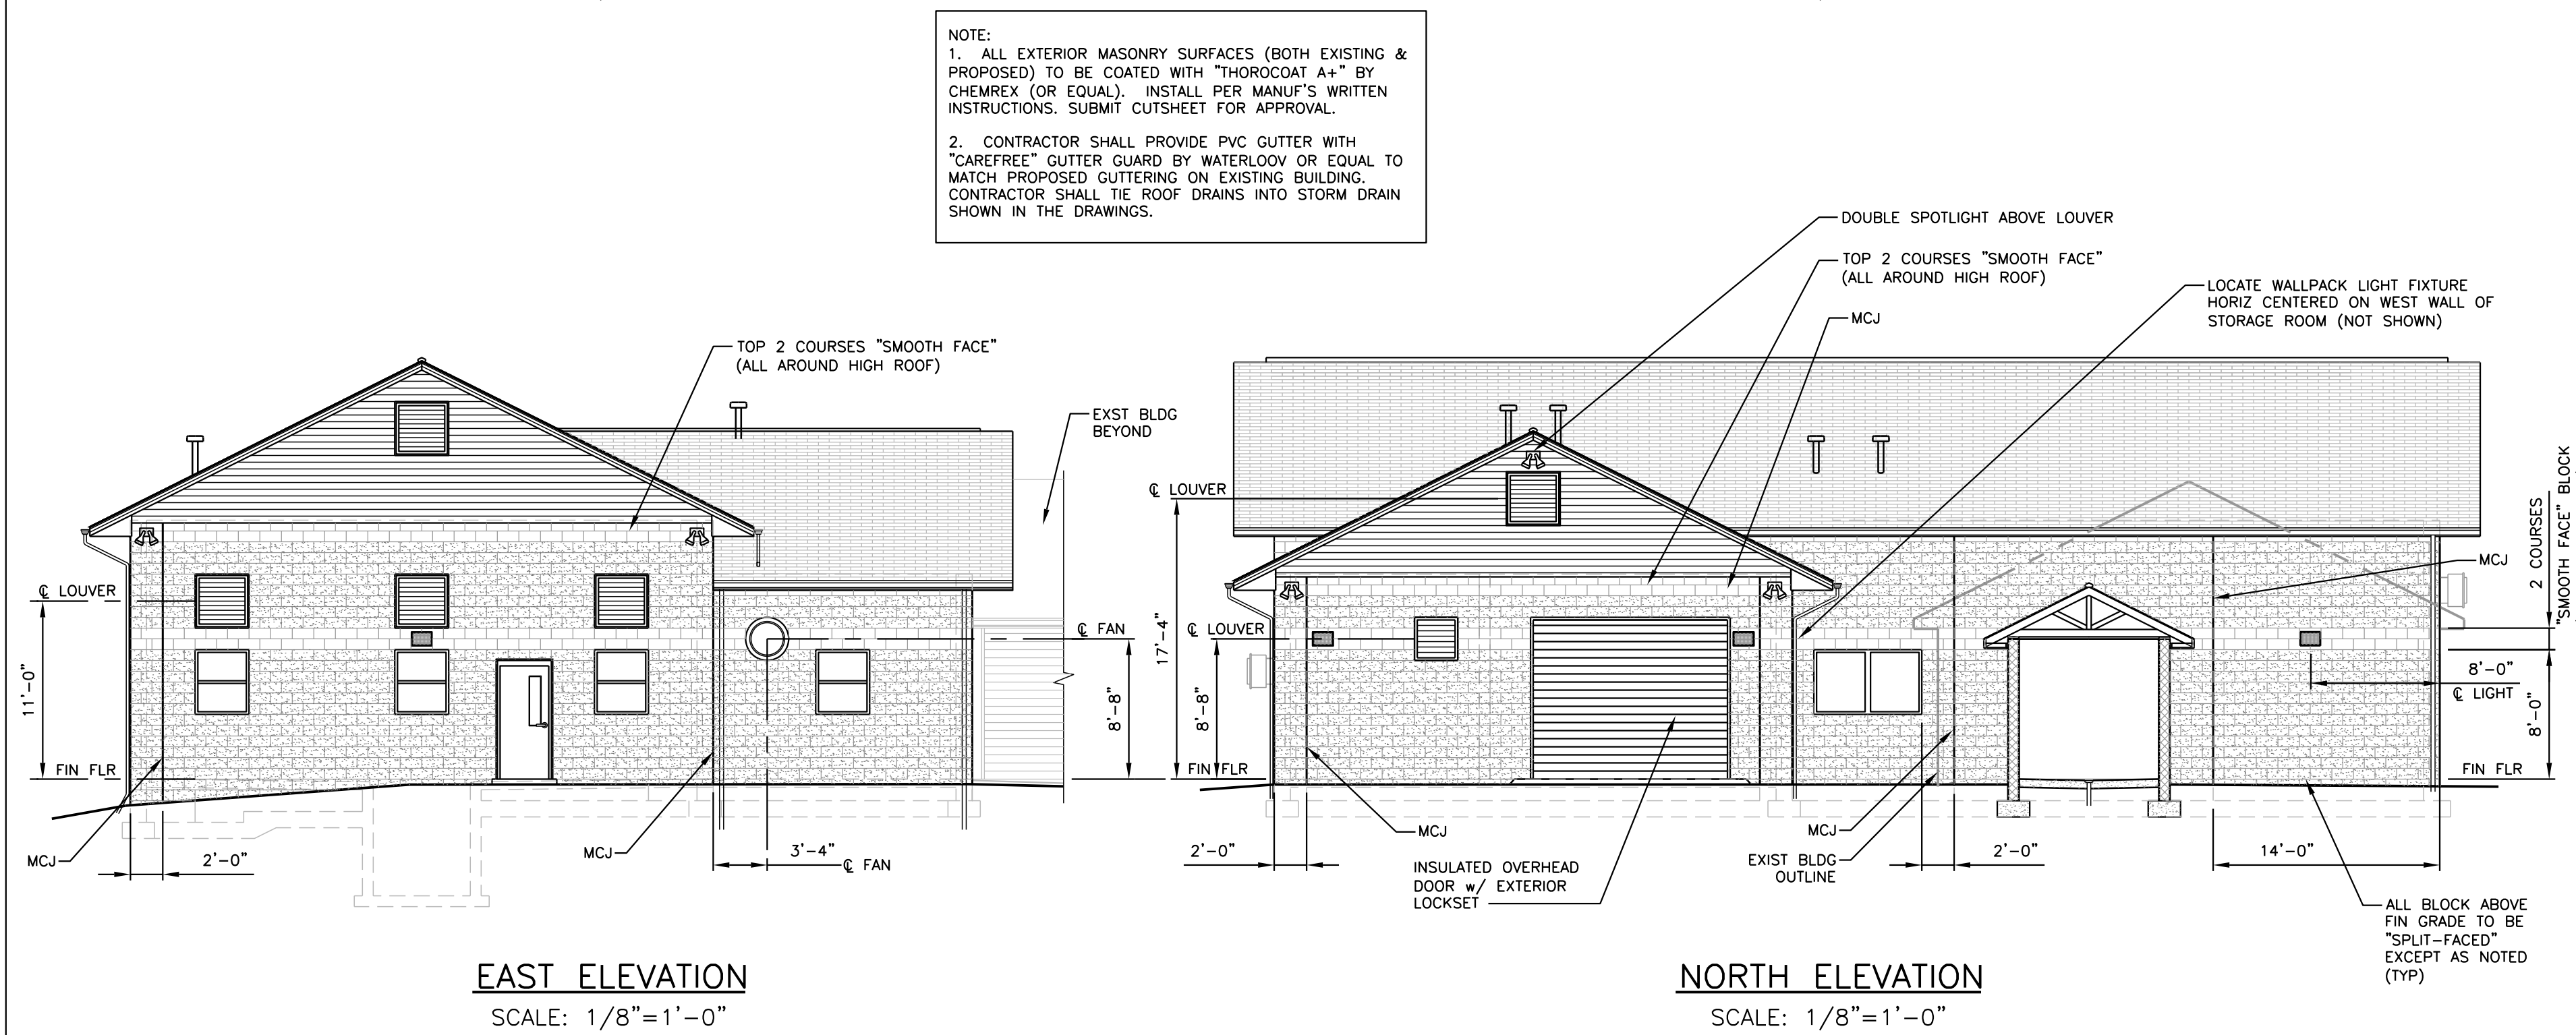 NOTE:
1. ALL EXTERIOR MASONRY SURFACES (BOTH EXISTING &
PROPOSED) TO BE COATED WITH "THOROCOAT A+" BY
CHEMREX (OR EQUAL). INSTALL PER MANUF'S WRITTEN
INSTRUCTIONS. SUBMIT CUTSHEET FOR APPROVAL.
2. CONTRACTOR SHALL PROVIDE PVC GUTTER WITH
"CAREFREE" GUTTER GUARD BY WATERLOOV OR EQUAL TO
MATCH PROPOSED GUTTERING ON EXISTING BUILDING.
CONTRACTOR SHALL TIE ROOF DRAINS INTO STORM DRAIN
SHOWN IN THE DRAWINGS.
TOP 2 COURSES "SMOOTH FACE"
(ALL AROUND HIGH ROOF)
EXST BLDG
BEYOND
℄ LOUVER
11'-0"
FIN FLR
MCJ
2'-0"
MCJ
3'-4"
℄ FAN
℄ FAN
8'-8"
EAST ELEVATION
SCALE: 1/8"=1'-0"
DOUBLE SPOTLIGHT ABOVE LOUVER
TOP 2 COURSES "SMOOTH FACE"
(ALL AROUND HIGH ROOF)
MCJ
LOCATE WALLPACK LIGHT FIXTURE
HORIZ CENTERED ON WEST WALL OF
STORAGE ROOM (NOT SHOWN)
℄ LOUVER
17'-4"
℄ LOUVER
8'-8"
FIN FLR
2'-0"
MCJ
INSULATED OVERHEAD
DOOR w/ EXTERIOR
LOCKSET
MCJ
EXIST BLDG
OUTLINE
2'-0"
14'-0"
MCJ
2 COURSES
"SMOOTH FACE" BLOCK
8'-0"
℄ LIGHT
8'-0"
FIN FLR
ALL BLOCK ABOVE
FIN GRADE TO BE
"SPLIT-FACED"
EXCEPT AS NOTED
(TYP)
NORTH ELEVATION
SCALE: 1/8"=1'-0"